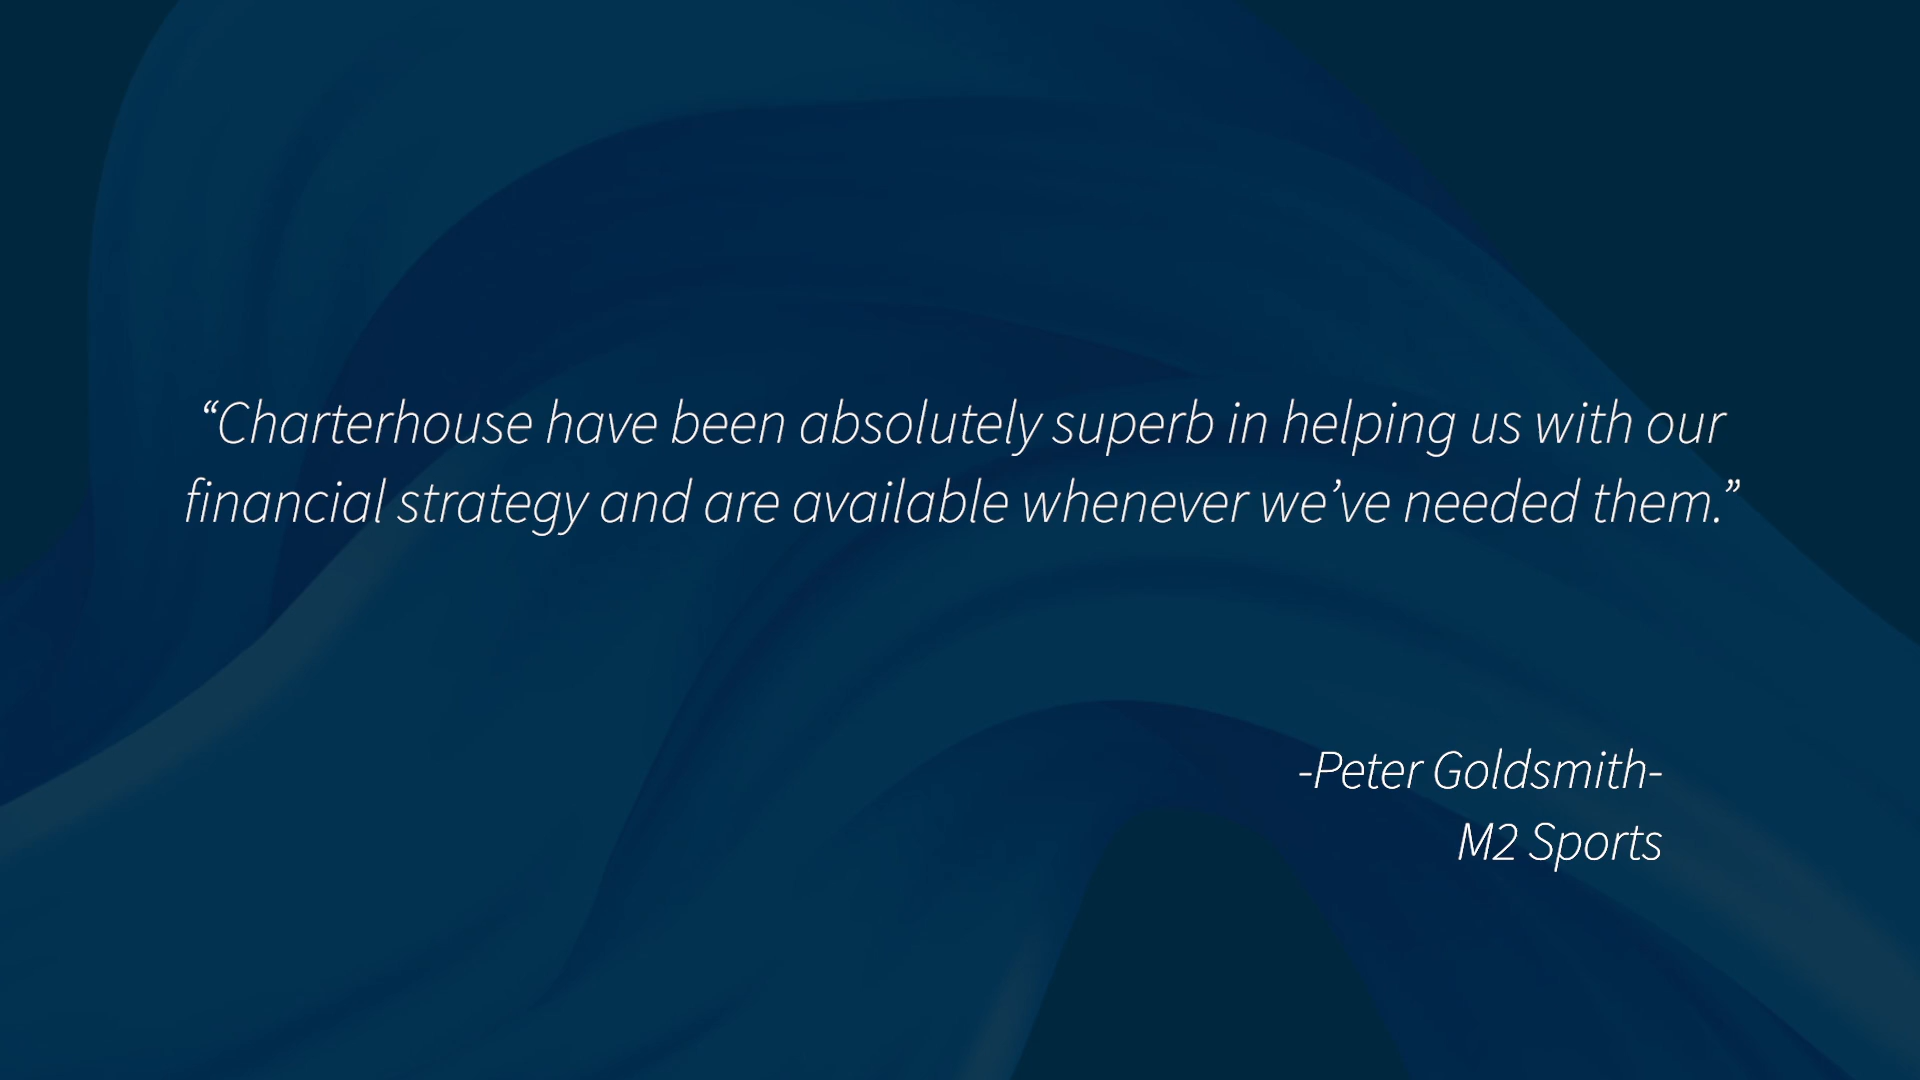 “Charterhouse have been absolutely superb in helping us with our
financial strategy and are available whenever we’ve needed them.”
-Peter Goldsmith-
M2 Sports